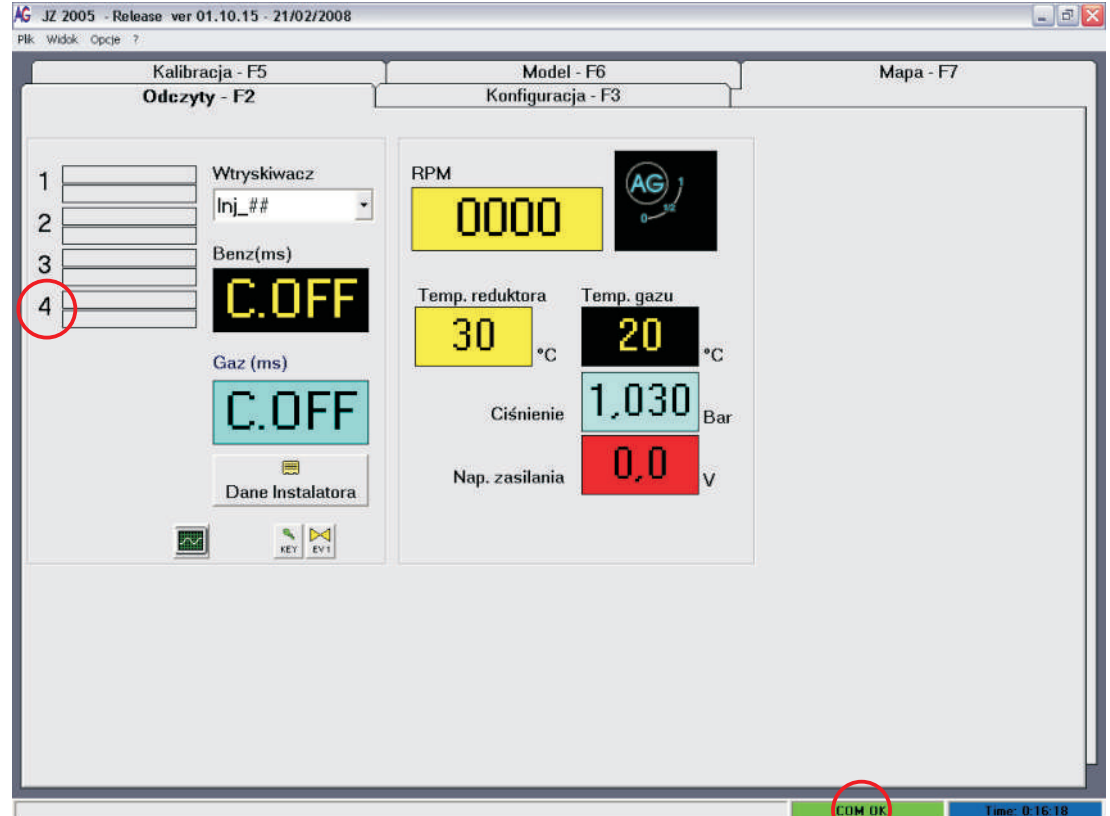 AG JZ 2005 - Release ver 01.10.15 - 21/02/2008
Plik Widok Opcje ?
Kalibracja - F5 Model - F6 Mapa - F7
Odczyty - F2 Konfiguracja - F3
1
2
3
4
Wtryskiwacz
Inj_##
Benz(ms)
C.OFF
Gaz (ms)
C.OFF
Dane Instalatora
KEY EV1
RPM
0000
AG 1
0 1/2
Temp. reduktora Temp. gazu
30 °C 20 °C
Ciśnienie 1,030 Bar
Nap. zasilania 0,0 V
COM OK Time: 0:16:18